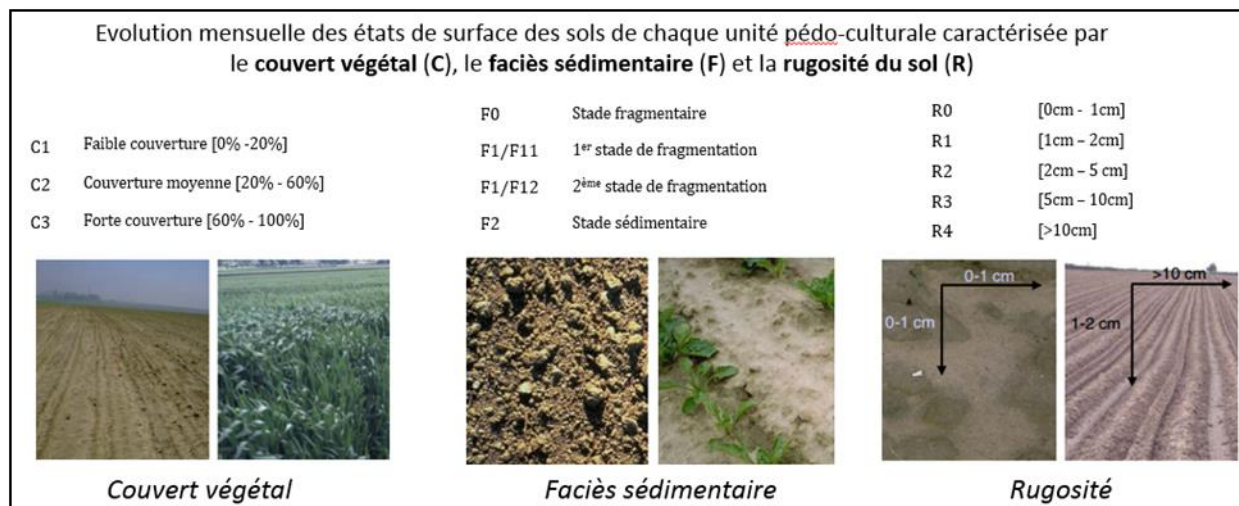 Evolution mensuelle des états de surface des sols de chaque unité pédo-culturale caractérisée par
le couvert végétal (C), le faciès sédimentaire (F) et la rugosité du sol (R)
C1 Faible couverture [0% -20%]
C2 Couverture moyenne [20% - 60%]
C3 Forte couverture [60% - 100%]
F0 Stade fragmentaire
F1/F11 1er stade de fragmentation
F1/F12 2ème stade de fragmentation
F2 Stade sédimentaire
R0 [0cm - 1cm]
R1 [1cm – 2cm]
R2 [2cm – 5 cm]
R3 [5cm – 10cm]
R4 [>10cm]
0-1 cm
0-1 cm
>10 cm
1-2 cm
Couvert végétal
Faciès sédimentaire
Rugosité